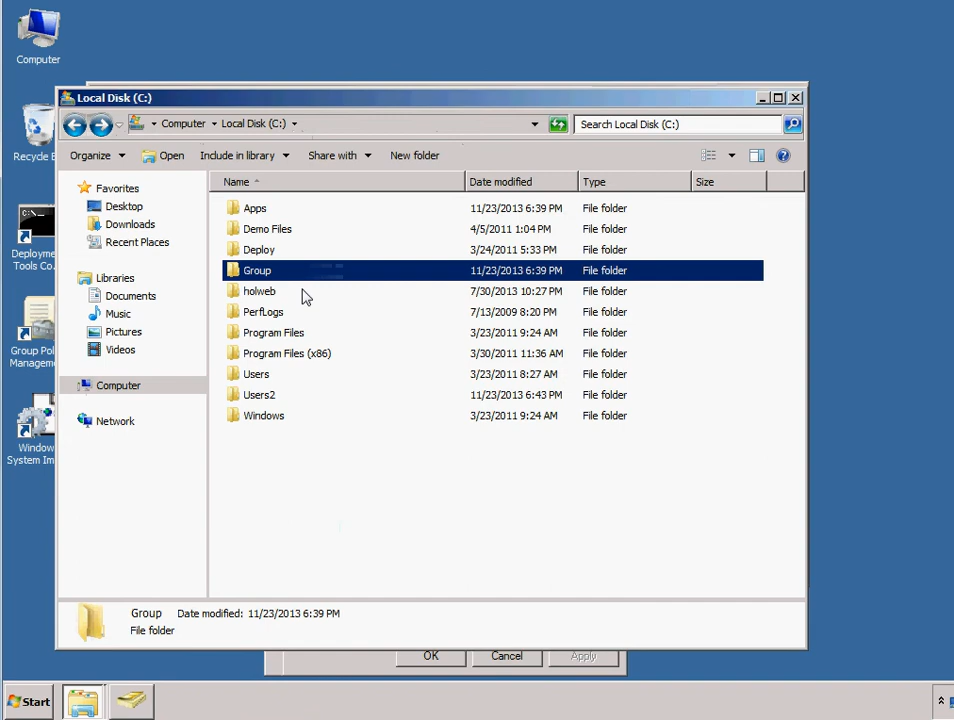 Computer
Recycle B
Deployme
Tools Co..
Group Pol
Managem
Window
System Im
Local Disk (C:)
Computer Local Disk (C:)
Search Local Disk (C:)
Organize Open Include in library Share with New folder
Favorites
Desktop
Downloads
Recent Places
Libraries
Documents
Music
Pictures
Videos
Computer
Network
Name Date modified Type Size
Apps 11/23/2013 6:39 PM File folder
Demo Files 4/5/2011 1:04 PM File folder
Deploy 3/24/2011 5:33 PM File folder
Group 11/23/2013 6:39 PM File folder
holweb 7/30/2013 10:27 PM File folder
PerfLogs 7/13/2009 8:20 PM File folder
Program Files 3/23/2011 9:24 AM File folder
Program Files (x86) 3/30/2011 11:36 AM File folder
Users 3/23/2011 8:27 AM File folder
Users2 11/23/2013 6:43 PM File folder
Windows 3/23/2011 9:24 AM File folder
Group Date modified: 11/23/2013 6:39 PM
File folder
OK Cancel Apply
Start